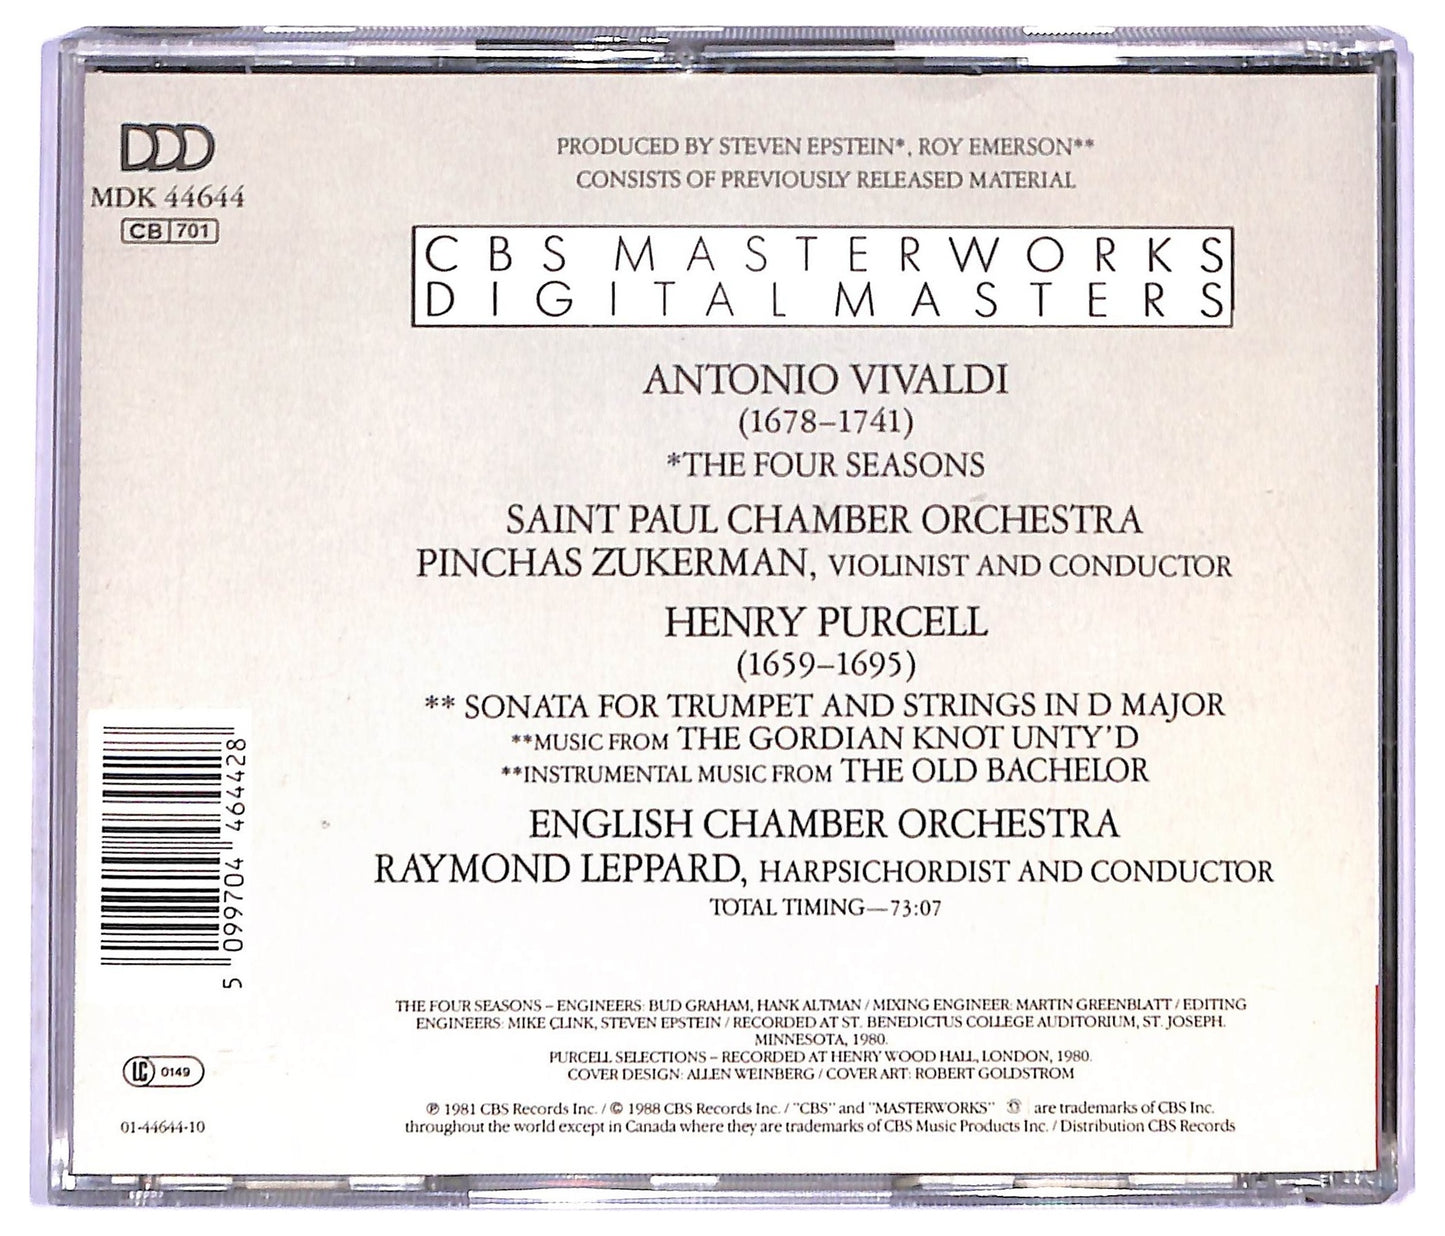 DDD
MDK 44644
CB 701
PRODUCED BY STEVEN EPSTEIN*, ROY EMERSON**
CONSISTS OF PREVIOUSLY RELEASED MATERIAL
CBS MASTERWORKS
DIGITAL MASTERS
ANTONIO VIVALDI
(1678–1741)
*THE FOUR SEASONS
SAINT PAUL CHAMBER ORCHESTRA
PINCHAS ZUKERMAN, VIOLINIST AND CONDUCTOR
HENRY PURCELL
(1659–1695)
** SONATA FOR TRUMPET AND STRINGS IN D MAJOR
**MUSIC FROM THE GORDIAN KNOT UNTY'D
**INSTRUMENTAL MUSIC FROM THE OLD BACHELOR
ENGLISH CHAMBER ORCHESTRA
RAYMOND LEPPARD, HARPSICHORDIST AND CONDUCTOR
TOTAL TIMING—73:07
5 099704 464428
THE FOUR SEASONS – ENGINEERS: BUD GRAHAM, HANK ALTMAN / MIXING ENGINEER: MARTIN GREENBLATT / EDITING
ENGINEERS: MIKE CLINK, STEVEN EPSTEIN / RECORDED AT ST. BENEDICTUS COLLEGE AUDITORIUM, ST. JOSEPH.
MINNESOTA, 1980.
PURCELL SELECTIONS – RECORDED AT HENRY WOOD HALL, LONDON, 1980.
COVER DESIGN: ALLEN WEINBERG / COVER ART: ROBERT GOLDSTROM
LC 0149
01-44644-10
℗ 1981 CBS Records Inc. / © 1988 CBS Records Inc. / "CBS" and "MASTERWORKS" are trademarks of CBS Inc.
throughout the world except in Canada where they are trademarks of CBS Music Products Inc. / Distribution CBS Records